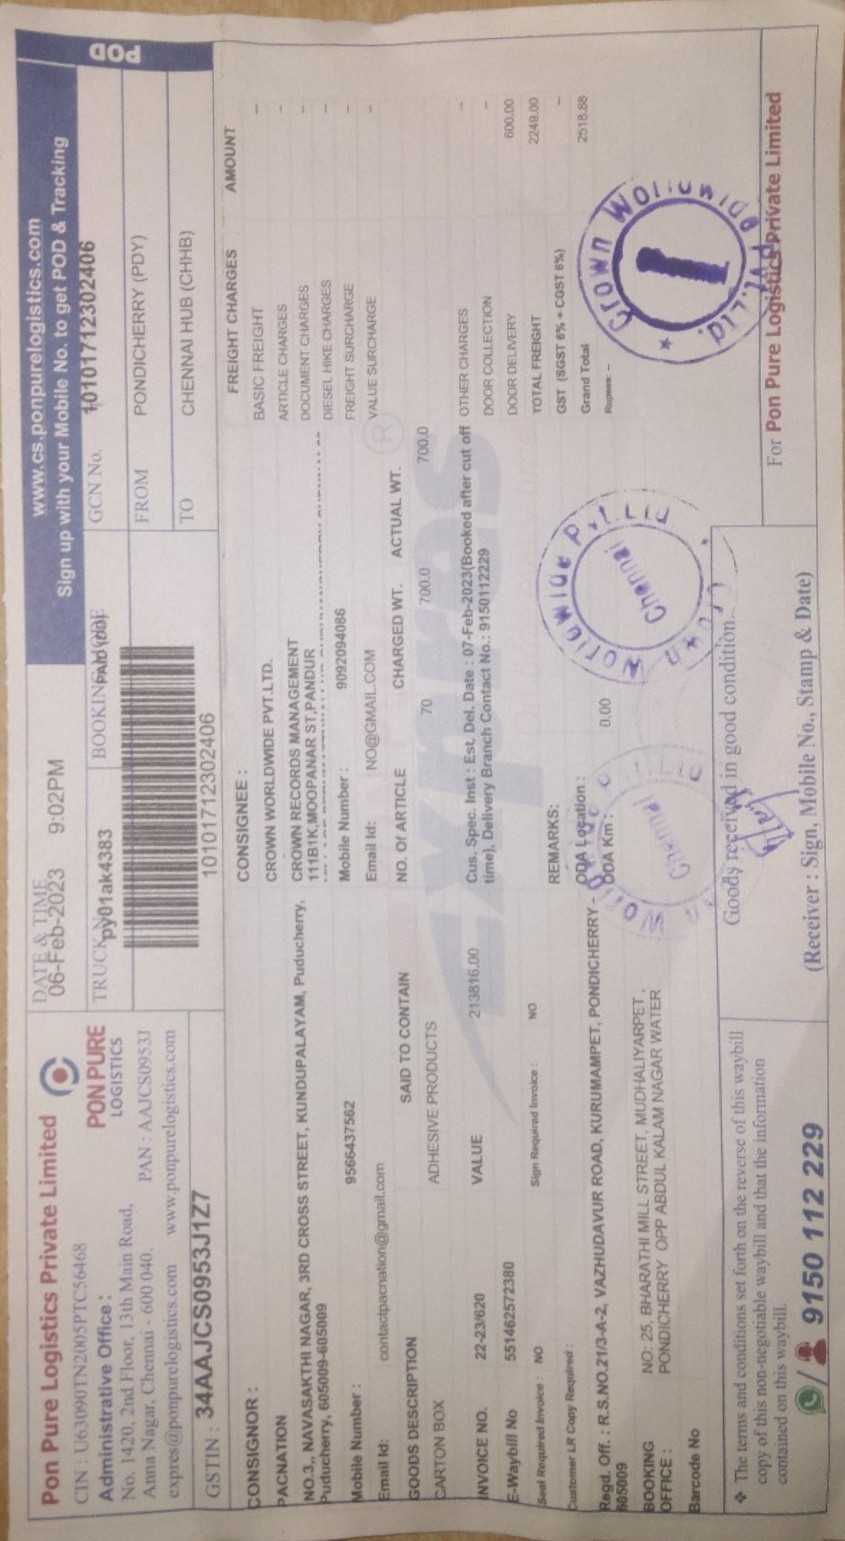 Pon Pure Logistics Private Limited
CIN : U63090TN2005PTC56468
Administrative Office :
No. 1420, 2nd Floor, 13th Main Road,
Anna Nagar, Chennai - 600 040.
PAN : AAJCS0953J
expres@ponpurelogistics.com www.ponpurelogistics.com
GSTIN : 34AAJCS0953J1Z7
PON PURE
LOGISTICS
DATE & TIME
06-Feb-2023 9:02PM
TRUCK
py01ak4383
BOOKING MODE
10101712302406
www.cs.ponpurelogistics.com
Sign up with your Mobile No. to get POD & Tracking
POD
GCN No. 10101712302406
FROM PONDICHERRY (PDY)
TO CHENNAI HUB (CHHB)
CONSIGNOR :
PACNATION
NO.3,, NAVASAKTHI NAGAR, 3RD CROSS STREET, KUNDUPALAYAM, Puducherry,
Puducherry, 605009-605009
Mobile Number : 9566437562
Email Id: contactpacnation@gmail.com
CONSIGNEE :
CROWN WORLDWIDE PVT.LTD.
CROWN RECORDS MANAGEMENT
111B1K,MOOPANAR ST,PANDUR
Mobile Number : 9092094086
Email Id: NO@GMAIL.COM
GOODS DESCRIPTION SAID TO CONTAIN NO. Of ARTICLE CHARGED WT. ACTUAL WT.
CARTON BOX ADHESIVE PRODUCTS 70 700.0 700.0
INVOICE NO. 22-23/620 VALUE 213816.00
E-Waybill No 551462572380
Cus. Spec. Inst : Est. Del. Date : 07-Feb-2023(Booked after cut off
time), Delivery Branch Contact No.: 9150112229
Seal Required Invoice : NO Sign Required Invoice : NO
REMARKS:
Customer LR Copy Required :
ODA Location :
Regd. Off. : R.S.NO.21/3-A-2, VAZHUDAVUR ROAD, KURUMAMPET, PONDICHERRY -
605009
ODA Km : 0.00
BOOKING
OFFICE :
NO: 25, BHARATHI MILL STREET, MUDHALIYARPET ,
PONDICHERRY OPP ABDUL KALAM NAGAR WATER
Barcode No
FREIGHT CHARGES AMOUNT
BASIC FREIGHT --
ARTICLE CHARGES --
DOCUMENT CHARGES --
DIESEL HIKE CHARGES --
FREIGHT SURCHARGE --
VALUE SURCHARGE --
OTHER CHARGES --
DOOR COLLECTION --
DOOR DELIVERY 600.00
TOTAL FREIGHT 2249.00
GST (SGST 6% + CGST 6%) --
Grand Total 2518.88
Rupees: --
❖ The terms and conditions set forth on the reverse of this waybill
copy of this non-negotiable waybill and that the information
contained on this waybill.
9150 112 229
Goods received in good condition.
(Receiver : Sign, Mobile No., Stamp & Date)
For Pon Pure Logistics Private Limited
Crown Worldwide Pvt. Ltd.
1
Worldwide Pvt. Ltd
Chennai
Chennai
expres